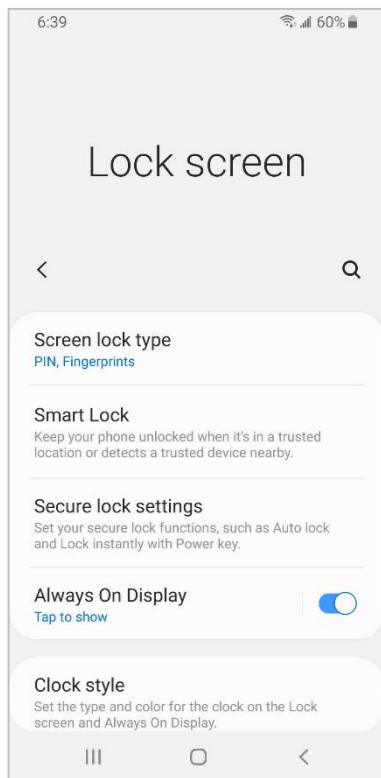 6:39 60%
Lock screen
Screen lock type
PIN, Fingerprints
Smart Lock
Keep your phone unlocked when it's in a trusted
location or detects a trusted device nearby.
Secure lock settings
Set your secure lock functions, such as Auto lock
and Lock instantly with Power key.
Always On Display
Tap to show
Clock style
Set the type and color for the clock on the Lock
screen and Always On Display.